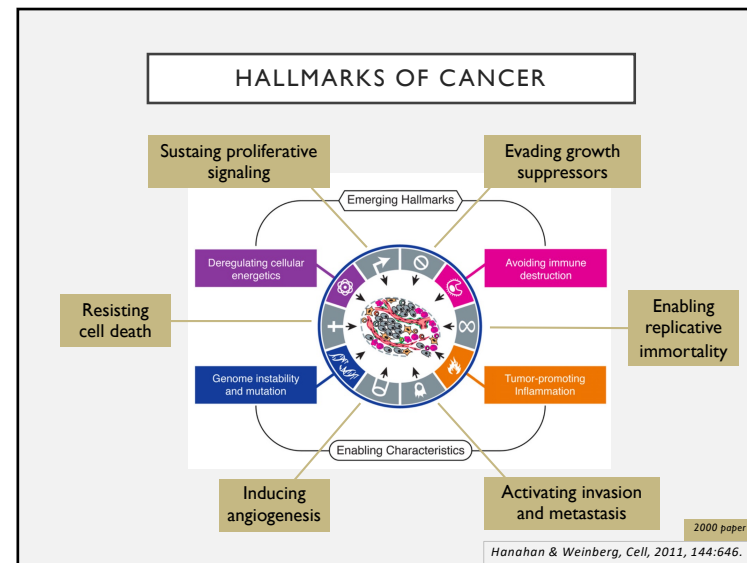 HALLMARKS OF CANCER
Sustaing proliferative
signaling
Evading growth
suppressors
Emerging Hallmarks
Deregulating cellular
energetics
Avoiding immune
destruction
Resisting
cell death
Enabling
replicative
immortality
Genome instability
and mutation
Tumor-promoting
Inflammation
Enabling Characteristics
Inducing
angiogenesis
Activating invasion
and metastasis
2000 paper
Hanahan & Weinberg, Cell, 2011, 144:646.